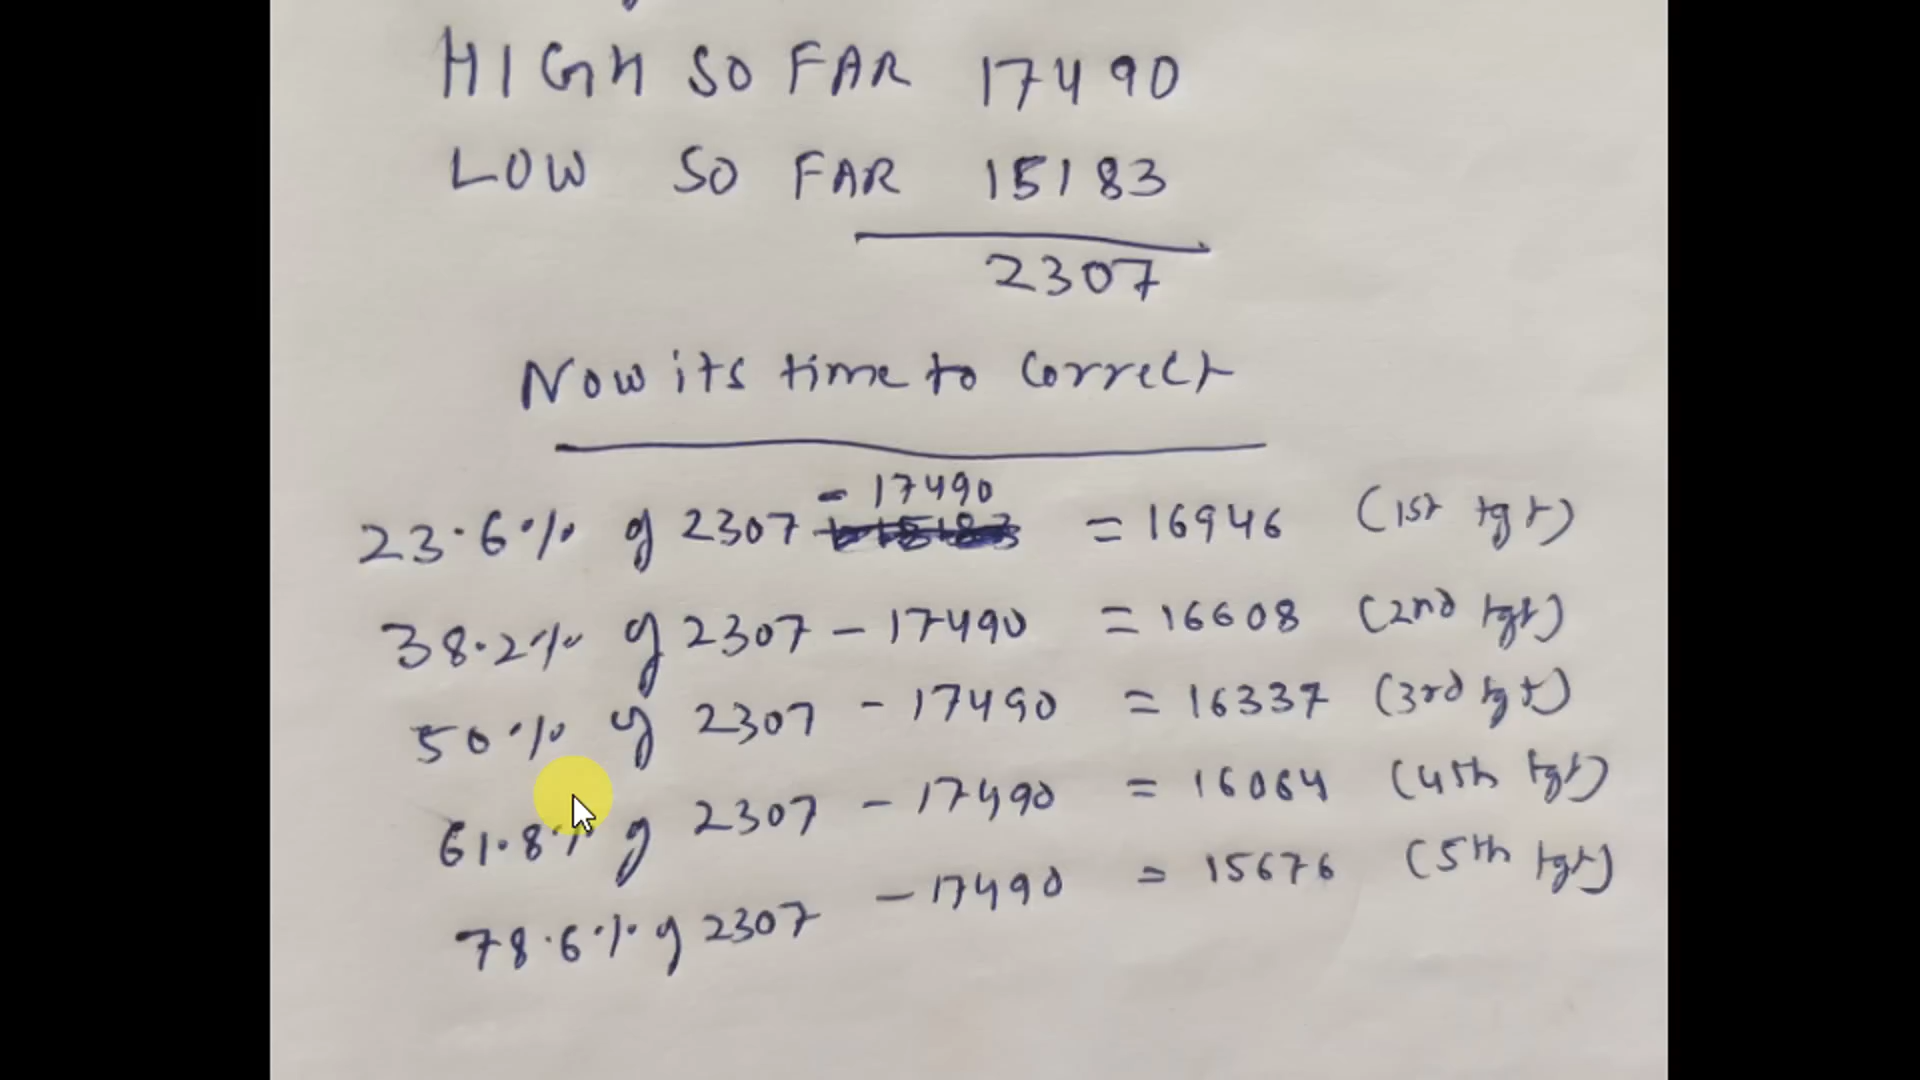 HIGH SO FAR 17490
LOW SO FAR 15183
2307
Now its time to correct
- 17490
23.6% of 2307 = 16946 (1st tgt)
38.2% of 2307 - 17490 = 16608 (2nd tgt)
50% of 2307 - 17490 = 16337 (3rd tgt)
61.8% of 2307 - 17490 = 16064 (4th tgt)
78.6% of 2307 - 17490 = 15676 (5th tgt)